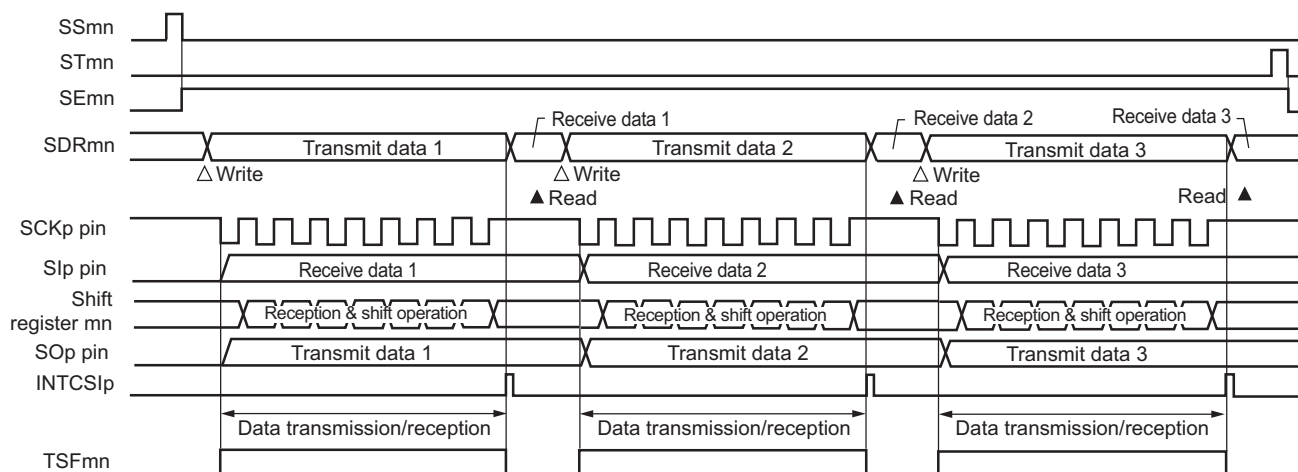 SSmn
STmn
SEmn
Receive data 1
Receive data 2
Receive data 3
SDRmn
Transmit data 1
Transmit data 2
Transmit data 3
△ Write
△ Write
△ Write
▲ Read
▲ Read
Read ▲
SCKp pin
SIp pin
Receive data 1
Receive data 2
Receive data 3
Shift
register mn
Reception & shift operation
Reception & shift operation
Reception & shift operation
SOp pin
Transmit data 1
Transmit data 2
Transmit data 3
INTCSIp
Data transmission/reception
Data transmission/reception
Data transmission/reception
TSFmn